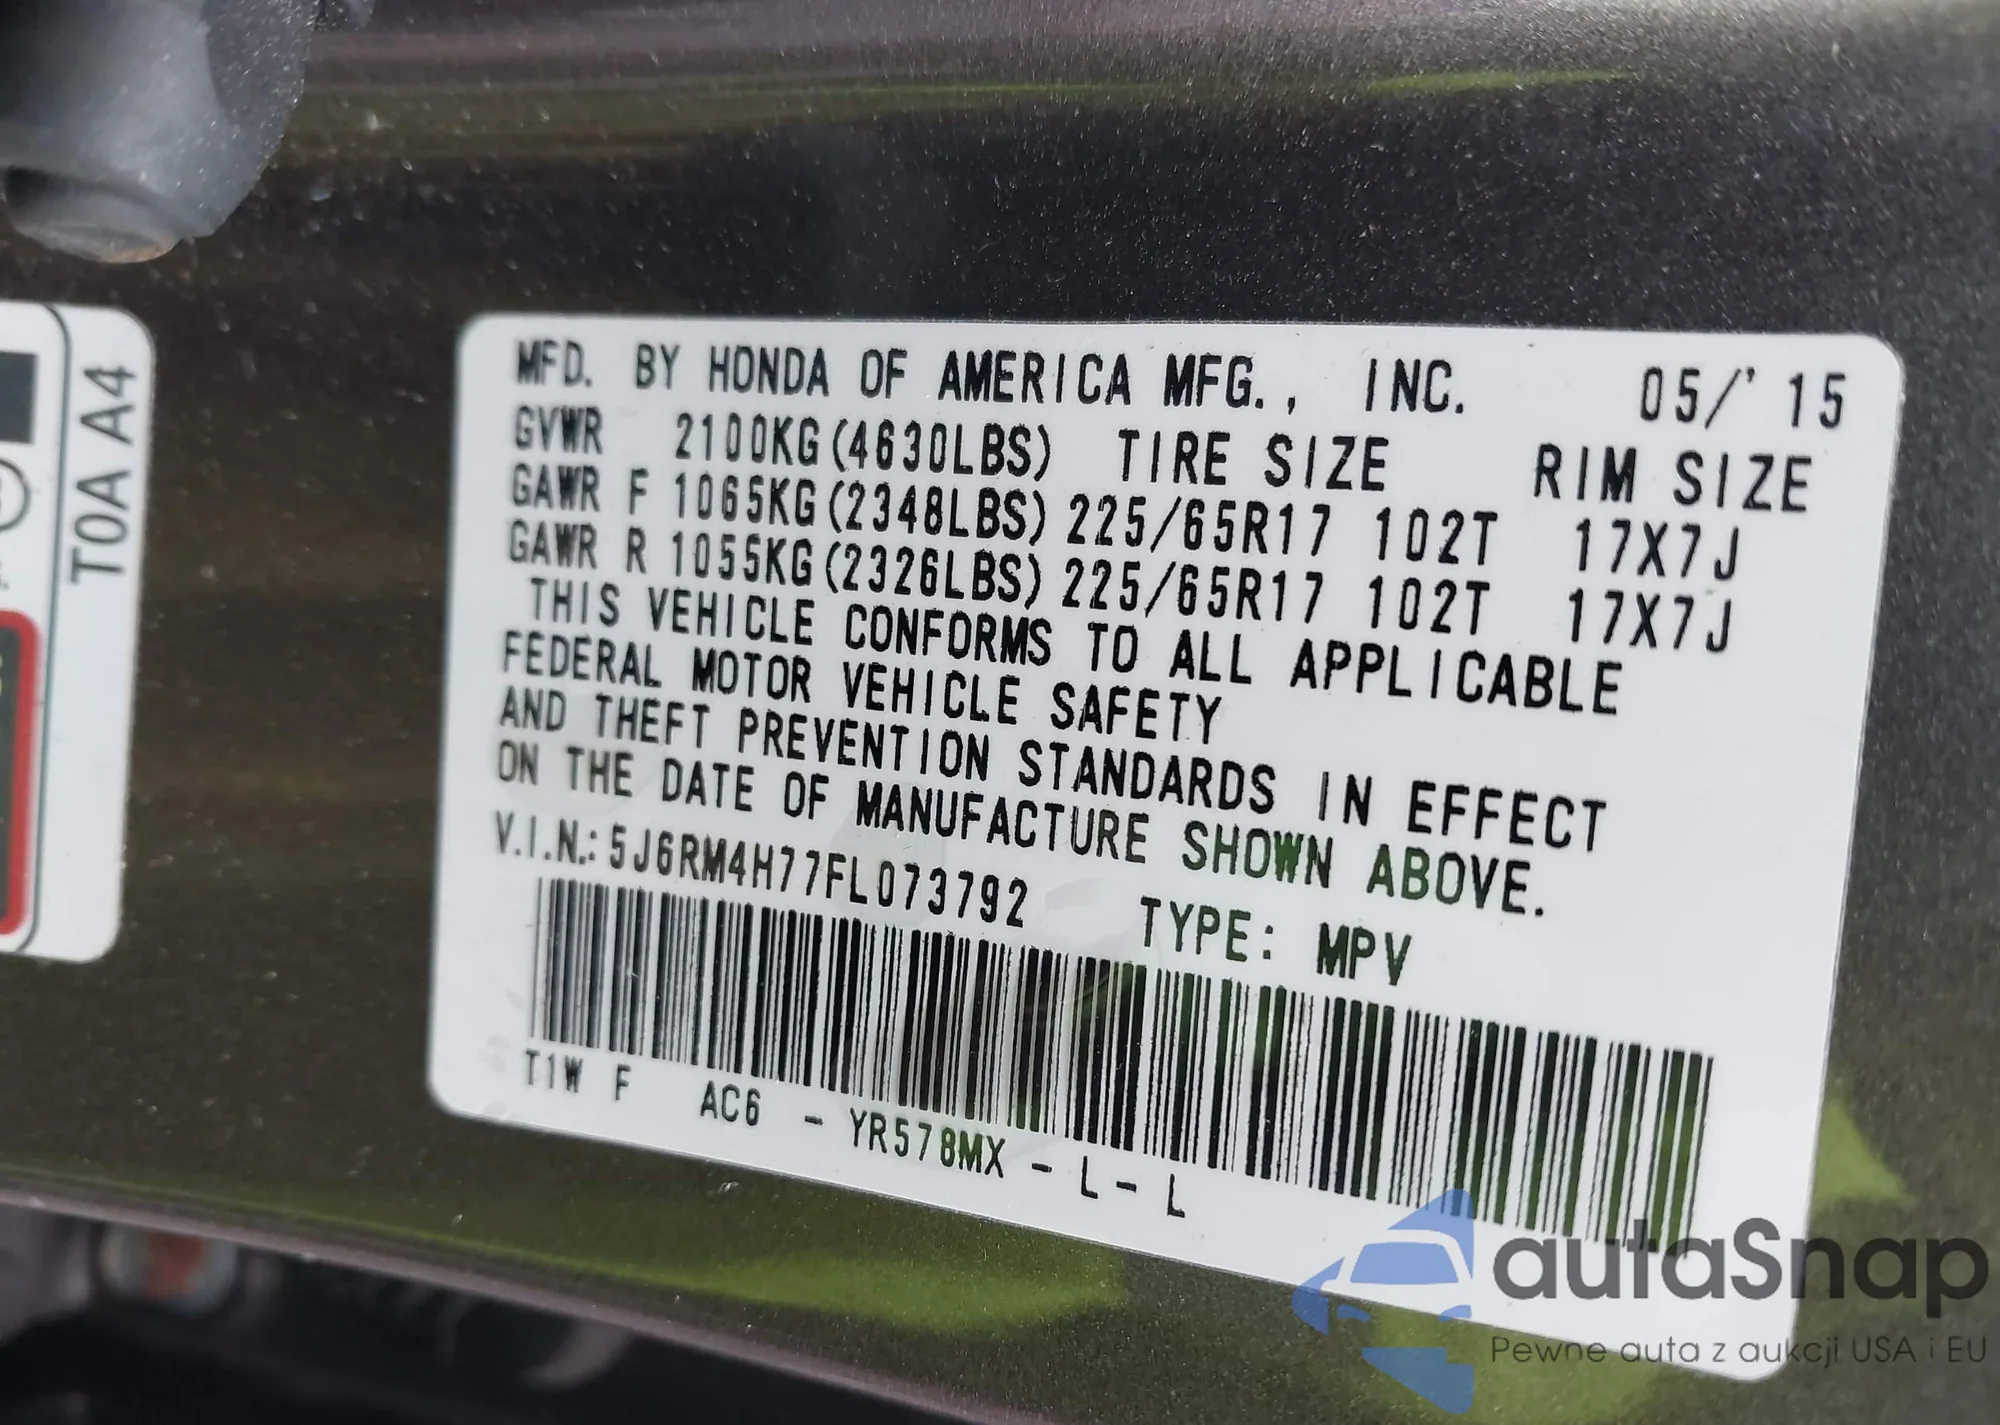 MFD. BY HONDA OF AMERICA MFG., INC. 05/'15
GVWR 2100KG(4630LBS) TIRE SIZE RIM SIZE
GAWR F 1065KG(2348LBS) 225/65R17 102T 17X7J
GAWR R 1055KG(2326LBS) 225/65R17 102T 17X7J
THIS VEHICLE CONFORMS TO ALL APPLICABLE
FEDERAL MOTOR VEHICLE SAFETY
AND THEFT PREVENTION STANDARDS IN EFFECT
ON THE DATE OF MANUFACTURE SHOWN ABOVE.
V.I.N.: 5J6RM4H77FL073792 TYPE: MPV
T1W F AC6 - YR578MX - L - L
T0A A4
autaSnap
Pewne auta z aukcji USA i EU